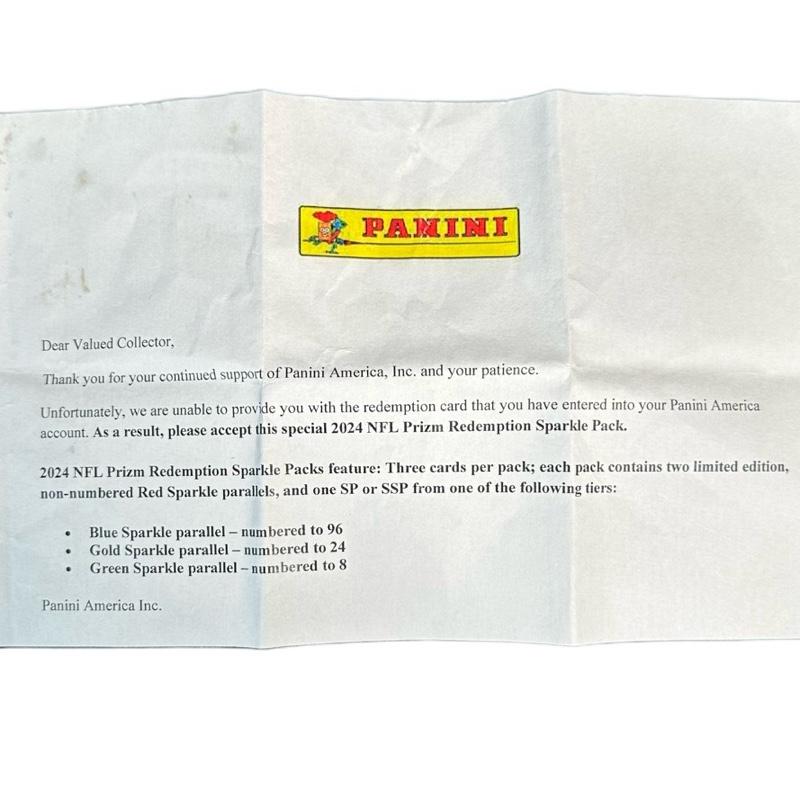 PANINI
Dear Valued Collector,
Thank you for your continued support of Panini America, Inc. and your patience.
Unfortunately, we are unable to provide you with the redemption card that you have entered into your Panini America
account. As a result, please accept this special 2024 NFL Prizm Redemption Sparkle Pack.
2024 NFL Prizm Redemption Sparkle Packs feature: Three cards per pack; each pack contains two limited edition,
non-numbered Red Sparkle parallels, and one SP or SSP from one of the following tiers:
• Blue Sparkle parallel – numbered to 96
• Gold Sparkle parallel – numbered to 24
• Green Sparkle parallel – numbered to 8
Panini America Inc.